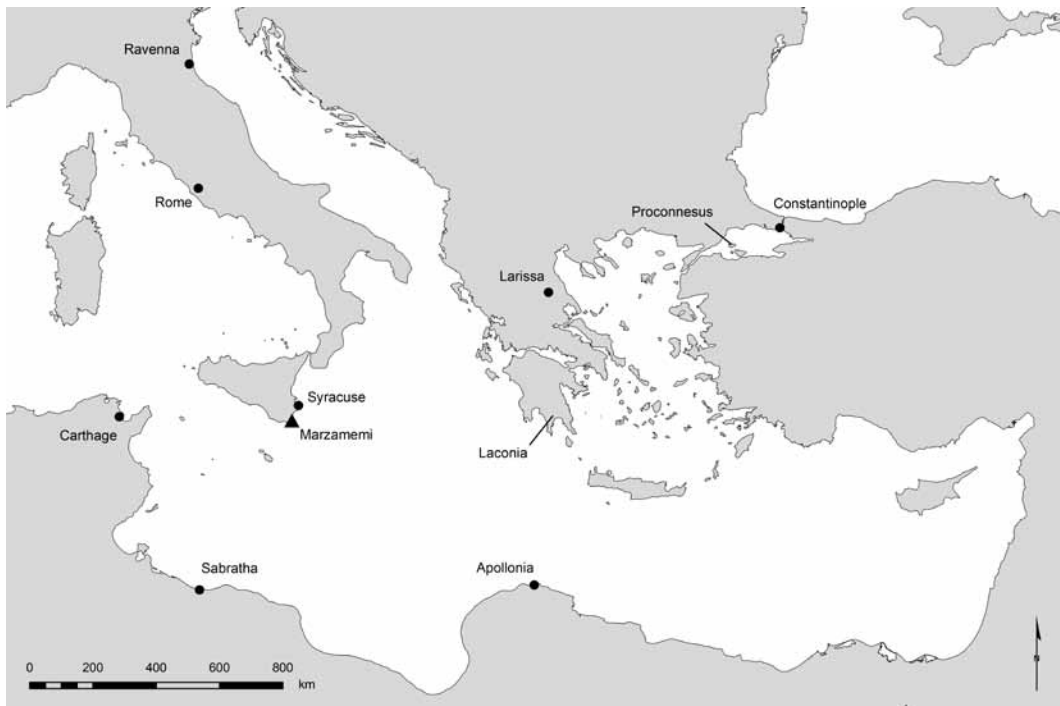 Ravenna
Rome
Constantinople
Proconnesus
Larissa
Syracuse
Carthage
Marzamemi
Laconia
Sabratha
Apollonia
0 200 400 600 800
km
N